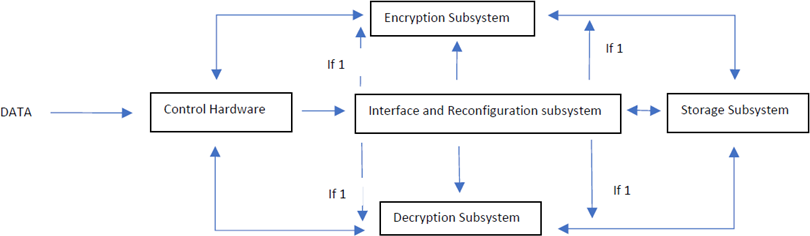 Encryption Subsystem
If 1
If 1
DATA
Control Hardware
Interface and Reconfiguration subsystem
Storage Subsystem
If 1
If 1
Decryption Subsystem